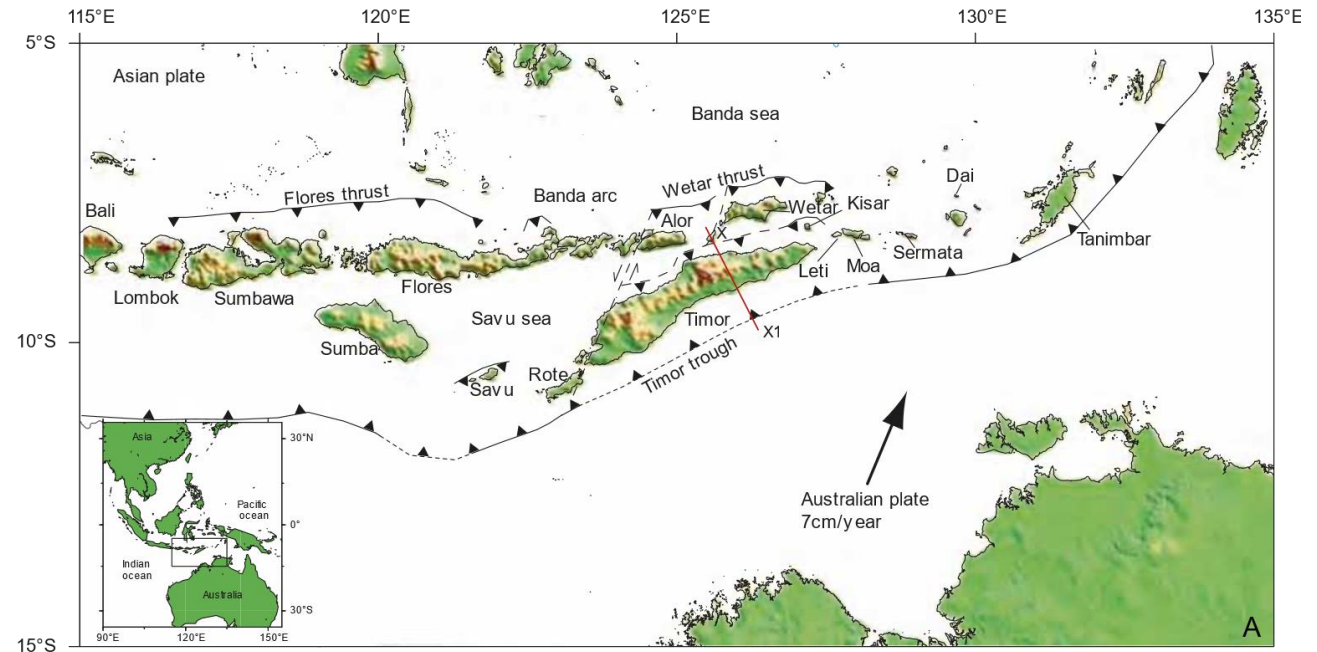 115°E
120°E
125°E
130°E
135°E
5°S
Asian plate
Banda sea
Dai
Flores thrust
Banda arc
Wetar thrust
Bali
Alor
Wetar
Kisar
X
Tanimbar
Sermata
Leti
Moa
Lombok
Sumbawa
Flores
Savu sea
Timor
10°S
Sumba
X1
Rote
Timor trough
Savu
Asia
30°N
Pacific
ocean
0°
Indian
ocean
Australia
30°S
90°E
120°E
150°E
Australian plate
7cm/year
A
15°S